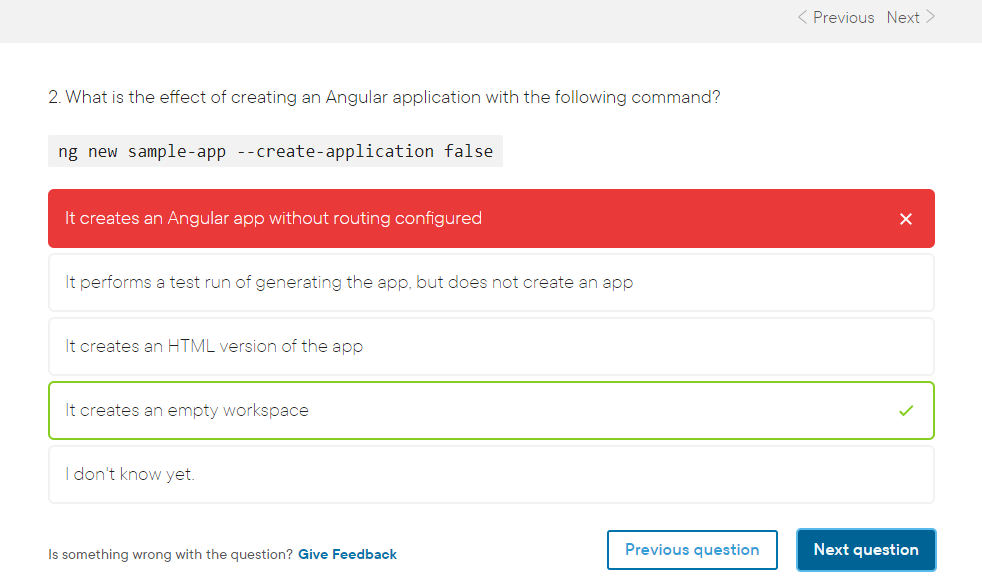 Previous Next
2. What is the effect of creating an Angular application with the following command?
ng new sample-app --create-application false
It creates an Angular app without routing configured
It performs a test run of generating the app, but does not create an app
It creates an HTML version of the app
It creates an empty workspace
I don't know yet.
Is something wrong with the question? Give Feedback
Previous question
Next question